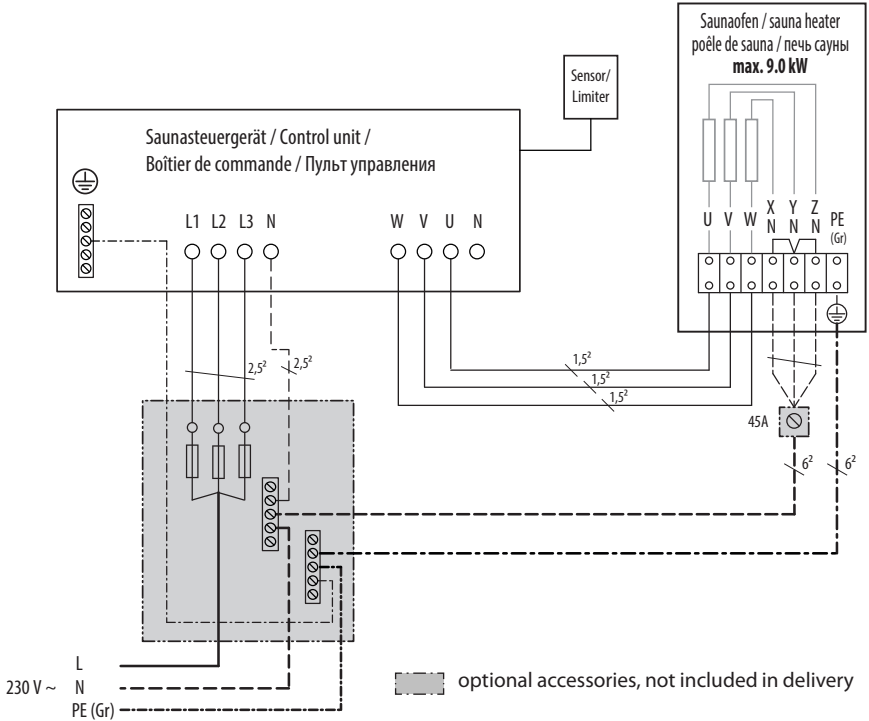 Saunaofen / sauna heater
poêle de sauna / печь сауны
max. 9.0 kW
Sensor/
Limiter
Saunasteuergerät / Control unit /
Boîtier de commande / Пульт управления
L1 L2 L3 N
W V U N
U V W X Y Z PE
N N N (Gr)
2,5² 2,5²
1,5²
1,5²
1,5²
45A
6² 6²
230 V ~
L
N
PE (Gr)
optional accessories, not included in delivery